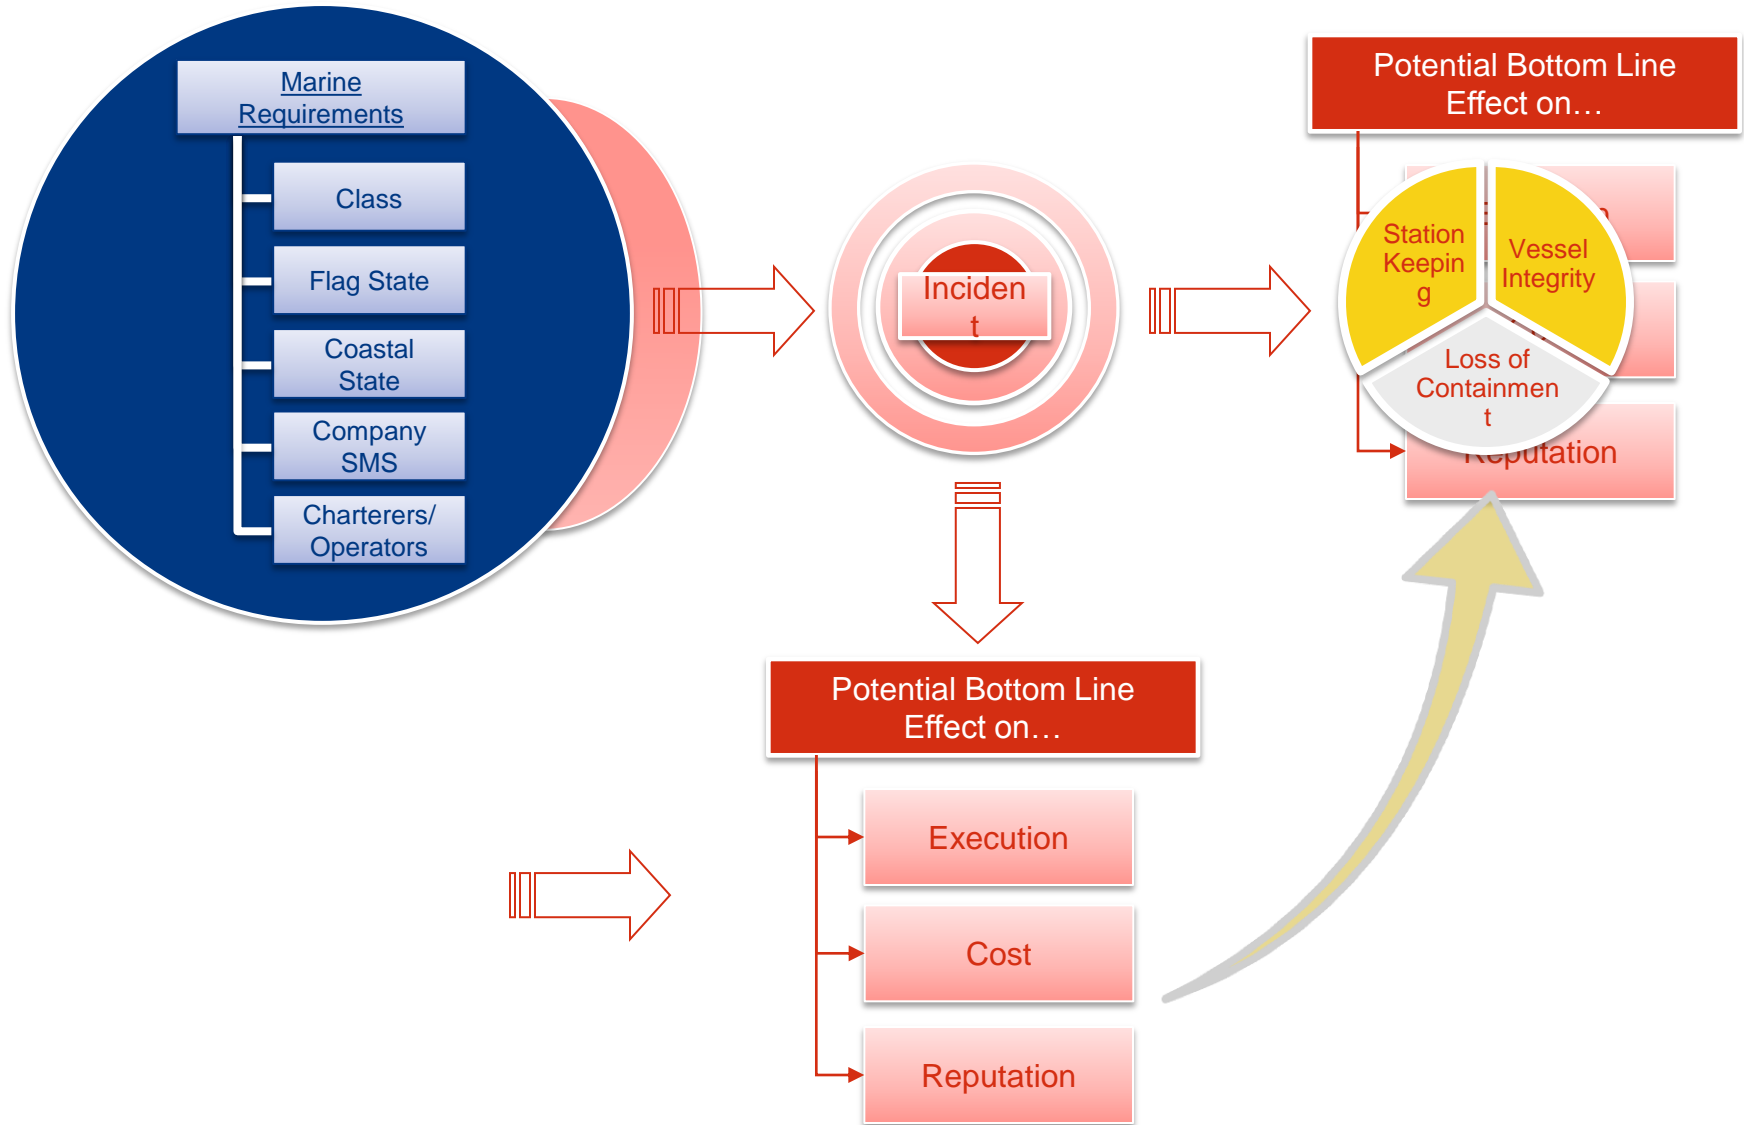 Marine
Requirements
Class
Flag State
Coastal
State
Company
SMS
Charterers/
Operators
Inciden
t
Potential Bottom Line
Effect on…
Station
Keepin
g
Vessel
Integrity
Loss of
Containmen
t
Reputation
Potential Bottom Line
Effect on…
Execution
Cost
Reputation